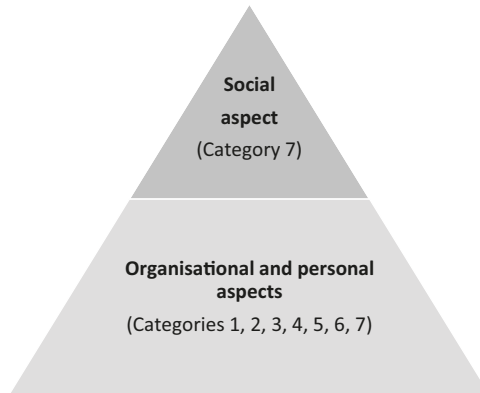 Social
aspect
(Category 7)
Organisational and personal
aspects
(Categories 1, 2, 3, 4, 5, 6, 7)